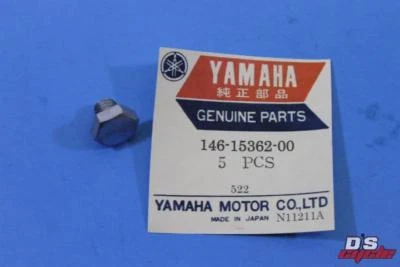 YAMAHA
純正部品
GENUINE PARTS
146-15362-00
5 PCS
522
YAMAHA MOTOR CO.,LTD
MADE IN JAPAN N11211A
D'S
cycle